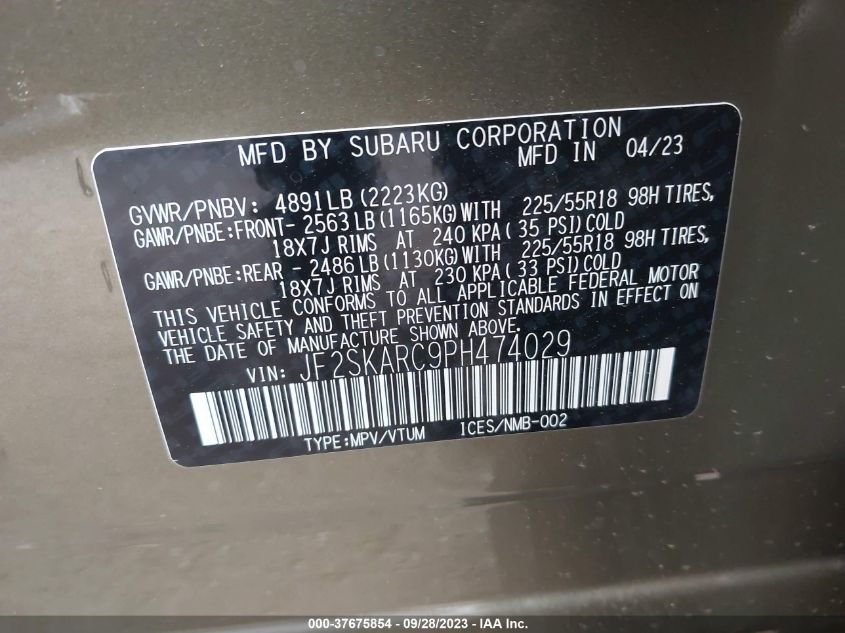 MFD BY SUBARU CORPORATION
MFD IN 04/23
GVWR/PNBV: 4891LB(2223KG)
GAWR/PNBE:FRONT- 2563LB(1165KG)WITH 225/55R18 98H TIRES,
18X7J RIMS AT 240 KPA(35 PSI)COLD
GAWR/PNBE:REAR - 2486LB(1130KG)WITH 225/55R18 98H TIRES,
18X7J RIMS AT 230 KPA(33 PSI)COLD
THIS VEHICLE CONFORMS TO ALL APPLICABLE FEDERAL MOTOR
VEHICLE SAFETY AND THEFT PREVENTION STANDARDS IN EFFECT ON
THE DATE OF MANUFACTURE SHOWN ABOVE.
VIN: JF2SKARC9PH474029
TYPE:MPV/VTUM ICES/NMB-002
000-37675854 - 09/28/2023 - IAA Inc.